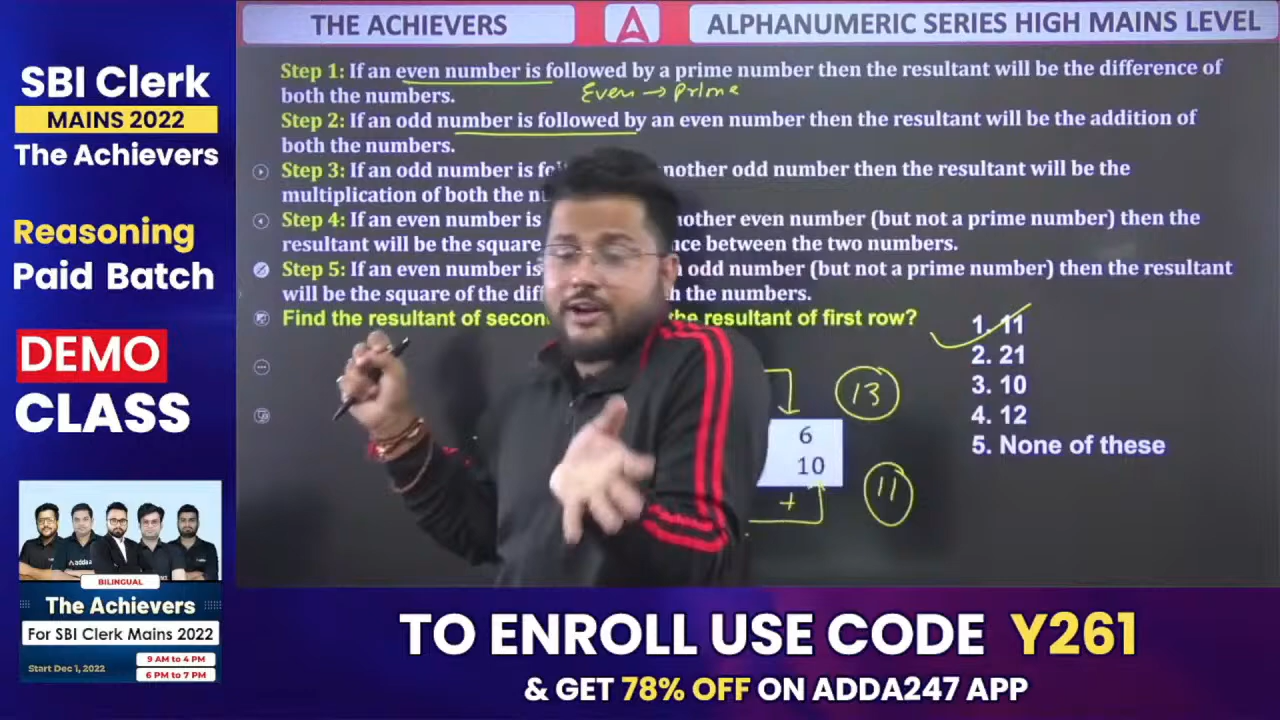 THE ACHIEVERS
ALPHANUMERIC SERIES HIGH MAINS LEVEL
SBI Clerk
MAINS 2022
The Achievers
Reasoning
Paid Batch
DEMO
CLASS
BILINGUAL
The Achievers
For SBI Clerk Mains 2022
Start Dec 1, 2022
9 AM to 4 PM
6 PM to 7 PM
Step 1: If an even number is followed by a prime number then the resultant will be the difference of
both the numbers.
Even → Prime
Step 2: If an odd number is followed by an even number then the resultant will be the addition of
both the numbers.
Step 3: If an odd number is another odd number then the resultant will be the
multiplication of both the
Step 4: If an even number is another even number (but not a prime number) then the
resultant will be the square between the two numbers.
Step 5: If an even number is odd number (but not a prime number) then the resultant
will be the square of the the numbers.
Find the resultant of the resultant of first row?
1. 11
2. 21
3. 10
4. 12
5. None of these
13
6
10
+
11
TO ENROLL USE CODE Y261
& GET 78% OFF ON ADDA247 APP